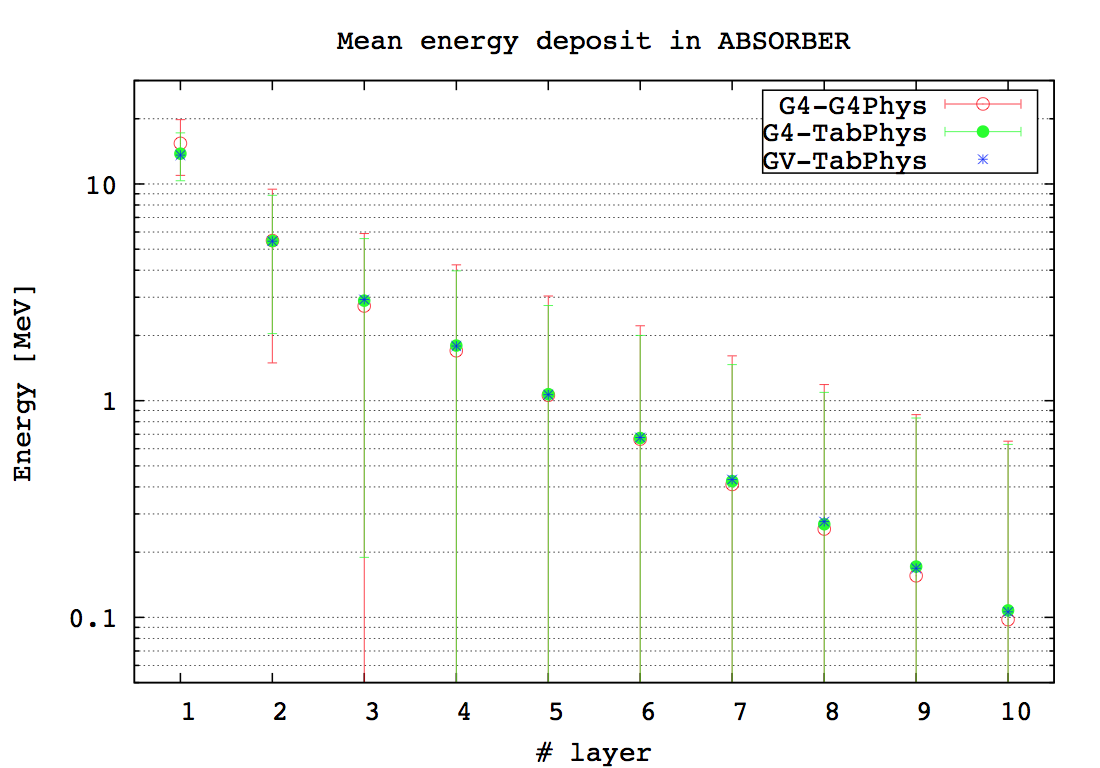 Mean energy deposit in ABSORBER
G4-G4Phys
G4-TabPhys
GV-TabPhys
10
1
0.1
Energy [MeV]
1 2 3 4 5 6 7 8 9 10
# layer